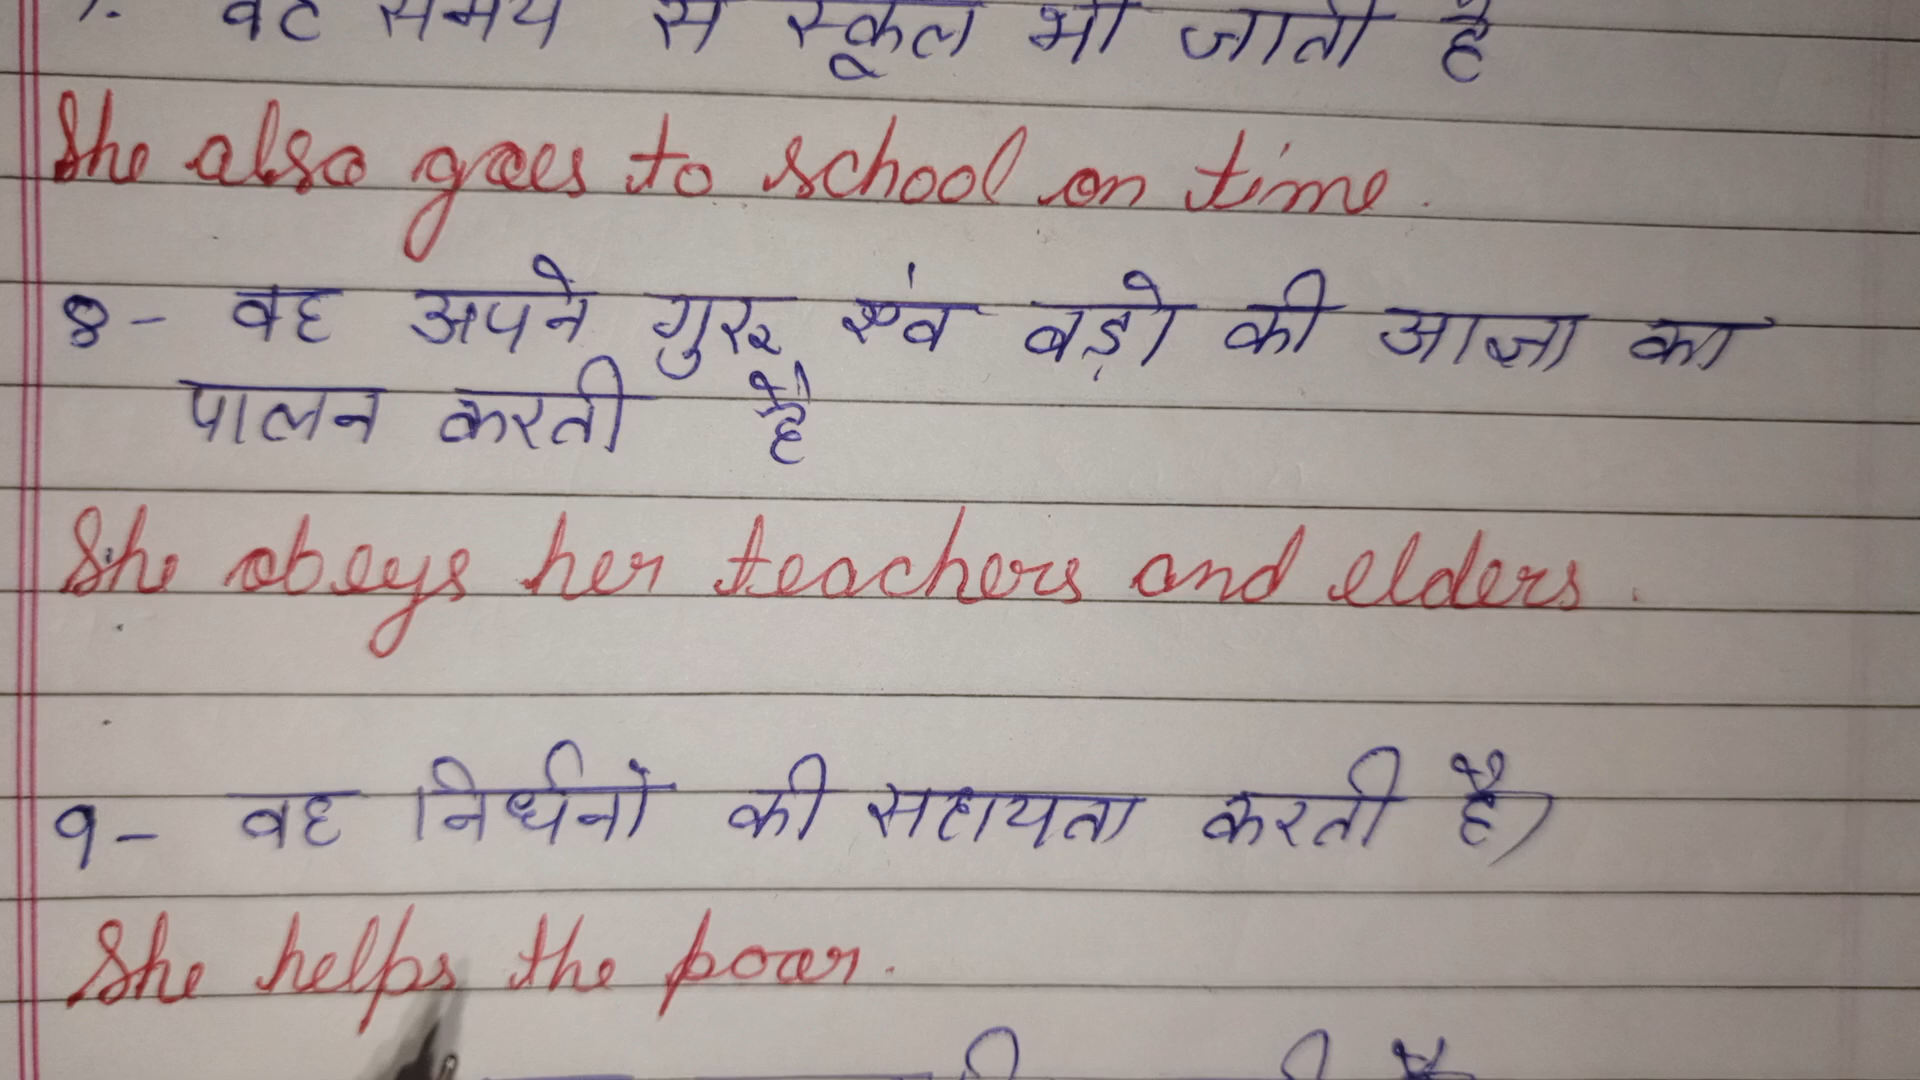 7. वह समय से स्कूल भी जाती है
She also goes to school on time.
8- वह अपने गुरु एंव बड़ो की आज्ञा का
पालन करती है
She obeys her teachers and elders.
9- वह निर्धनो की सहायता करती है
She helps the poor.